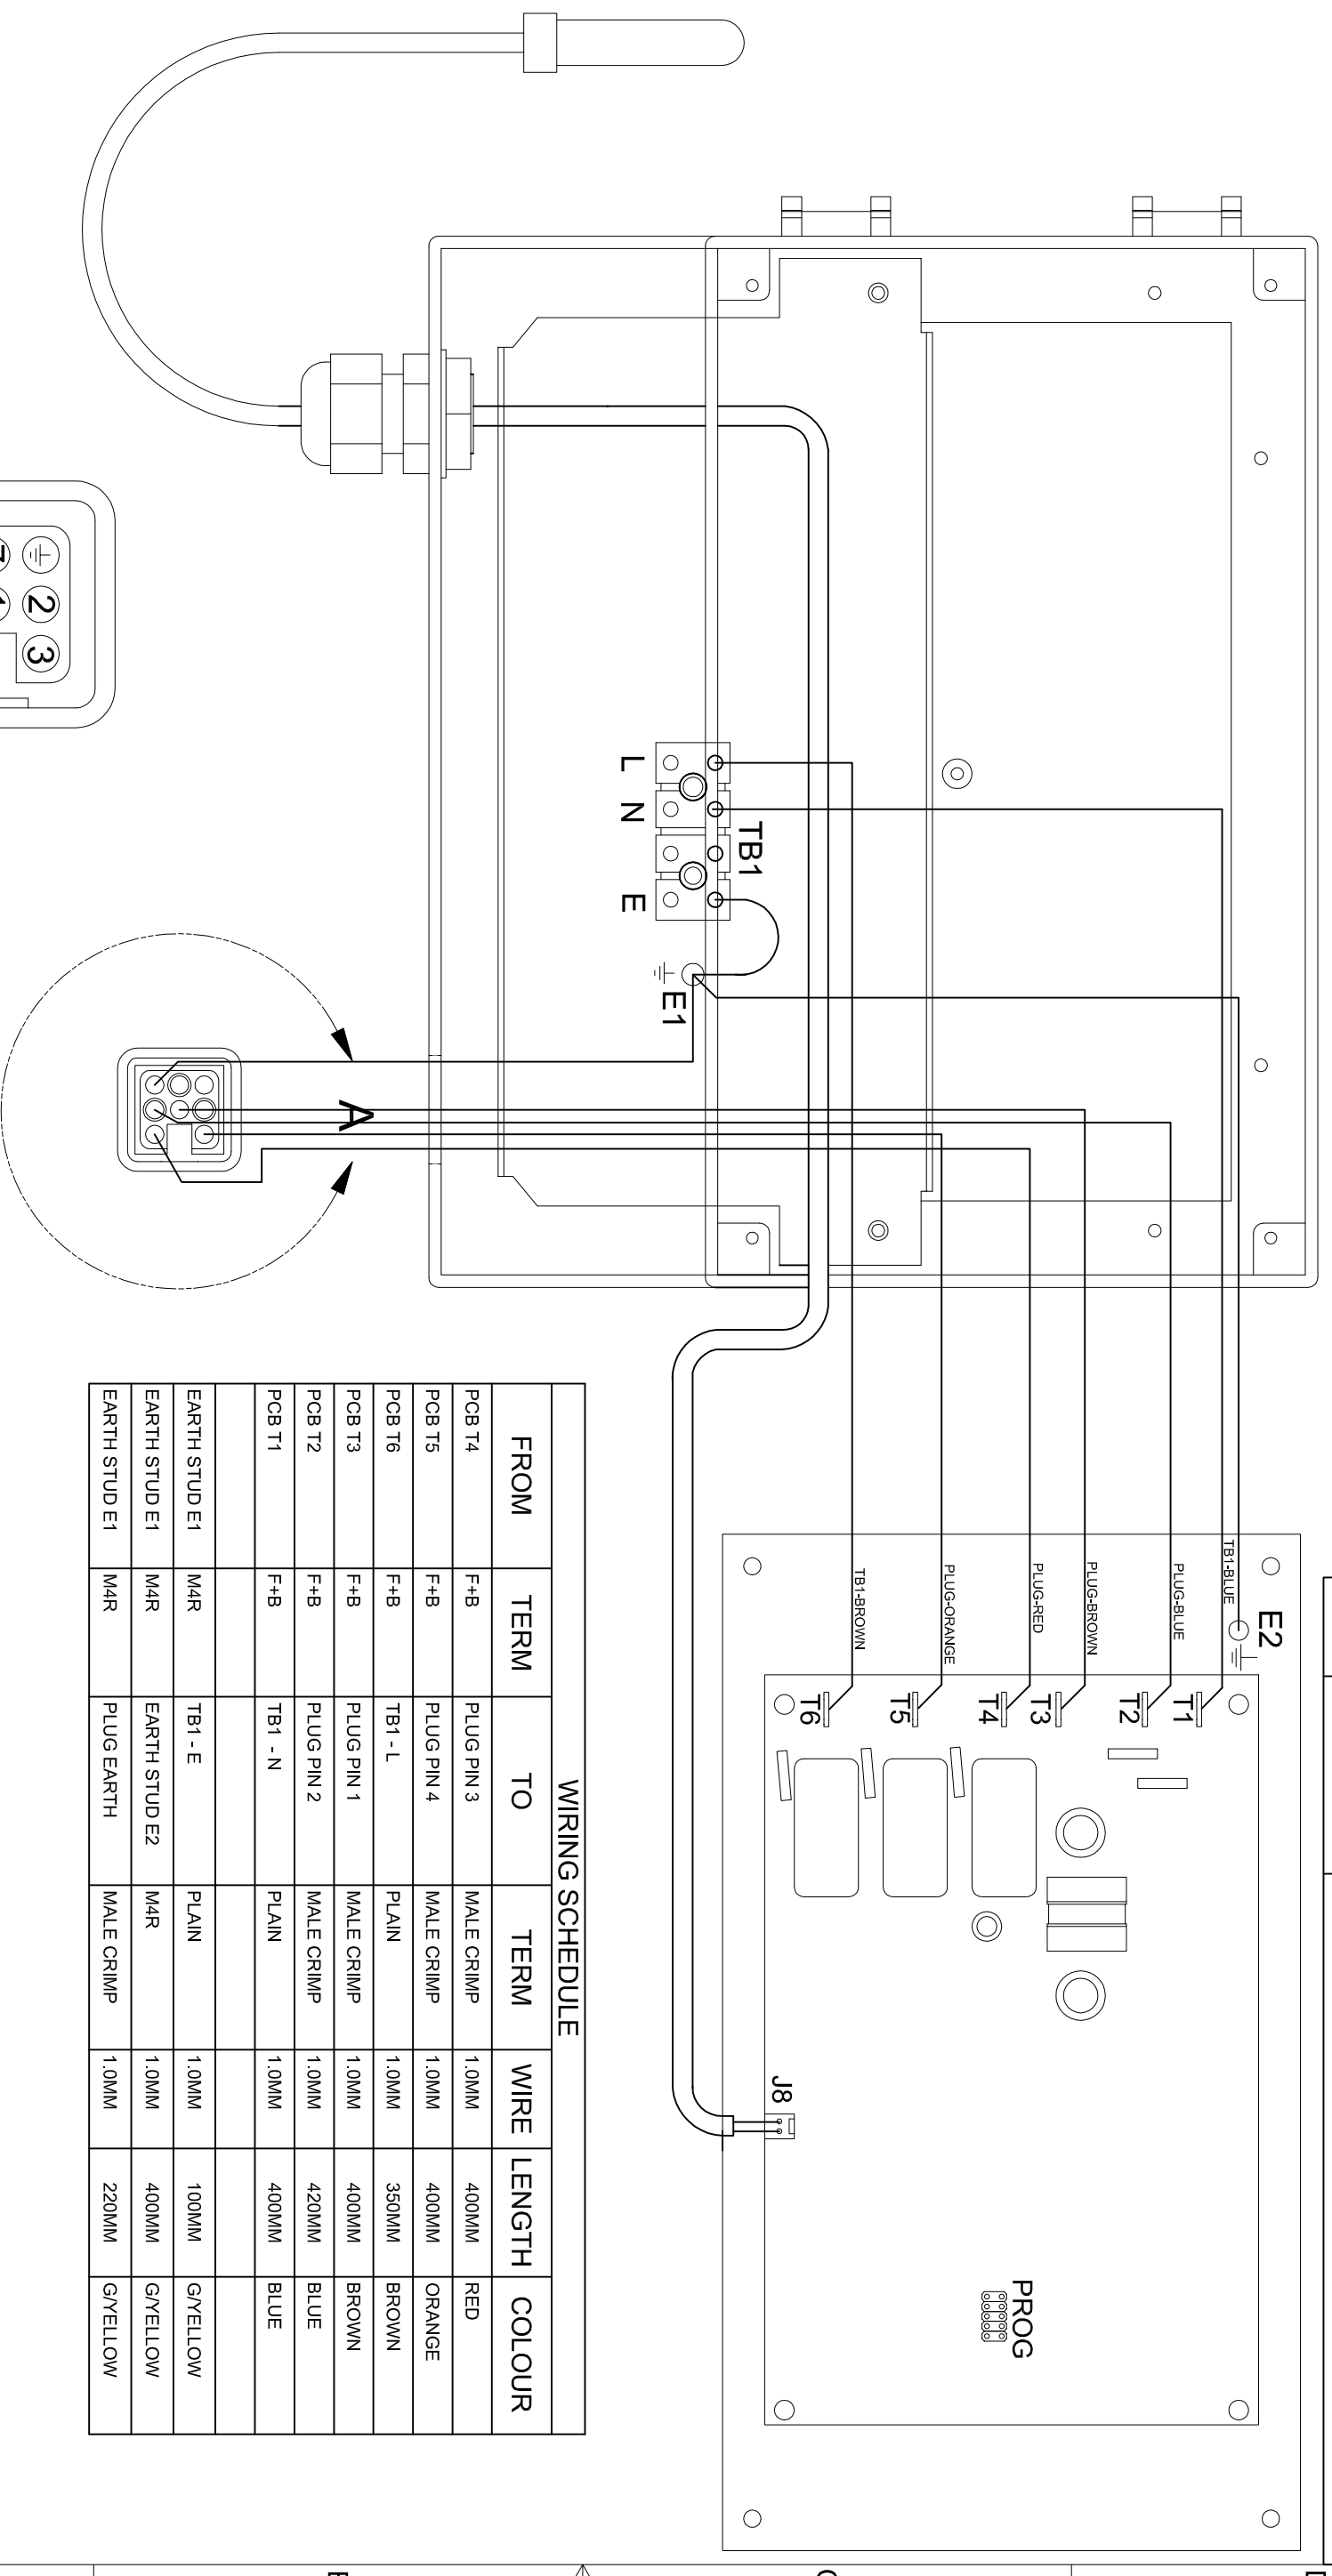 E2
TB1-BLUE
PLUG-BLUE
PLUG-BROWN
PLUG-RED
PLUG-ORANGE
TB1-BROWN
T1
T2
T3
T4
T5
T6
PROG
J8
TB1
L
N
E
E1
A
2
3
WIRING SCHEDULE
FROM TERM TO TERM WIRE LENGTH COLOUR
PCB T4 F+B PLUG PIN 3 MALE CRIMP 1.0MM 400MM RED
PCB T5 F+B PLUG PIN 4 MALE CRIMP 1.0MM 400MM ORANGE
PCB T6 F+B TB1 - L PLAIN 1.0MM 350MM BROWN
PCB T3 F+B PLUG PIN 1 MALE CRIMP 1.0MM 400MM BROWN
PCB T2 F+B PLUG PIN 2 MALE CRIMP 1.0MM 420MM BLUE
PCB T1 F+B TB1 - N PLAIN 1.0MM 400MM BLUE
EARTH STUD E1 M4R TB1 - E PLAIN 1.0MM 100MM G/YELLOW
EARTH STUD E1 M4R EARTH STUD E2 M4R 1.0MM 400MM G/YELLOW
EARTH STUD E1 M4R PLUG EARTH MALE CRIMP 1.0MM 220MM G/YELLOW